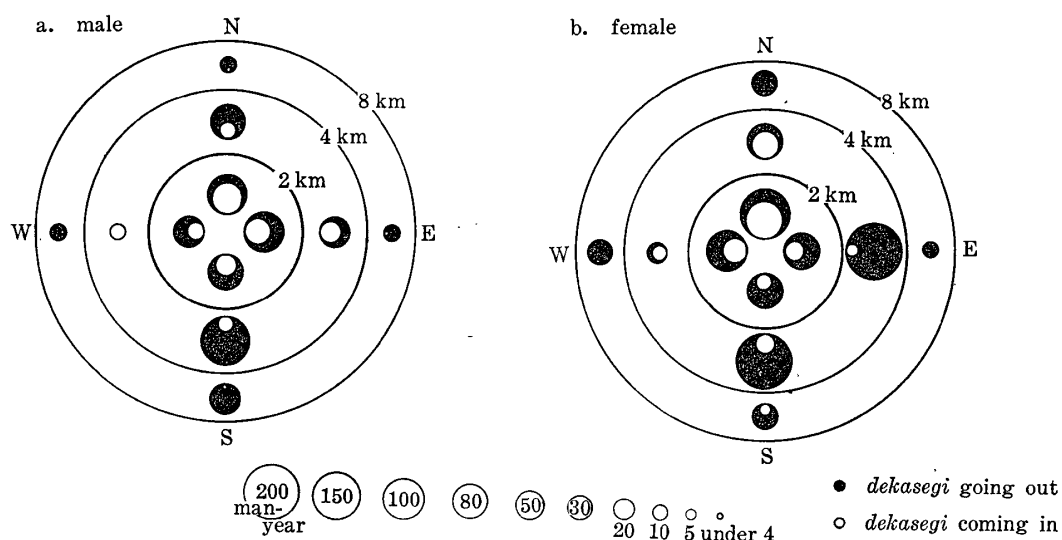 a. male
N
8 km
4 km
2 km
W
E
S
b. female
N
8 km
4 km
2 km
W
E
S
200 150 100 80 50 30 20 10 5 under 4
man-year
dekasegi going out
dekasegi coming in